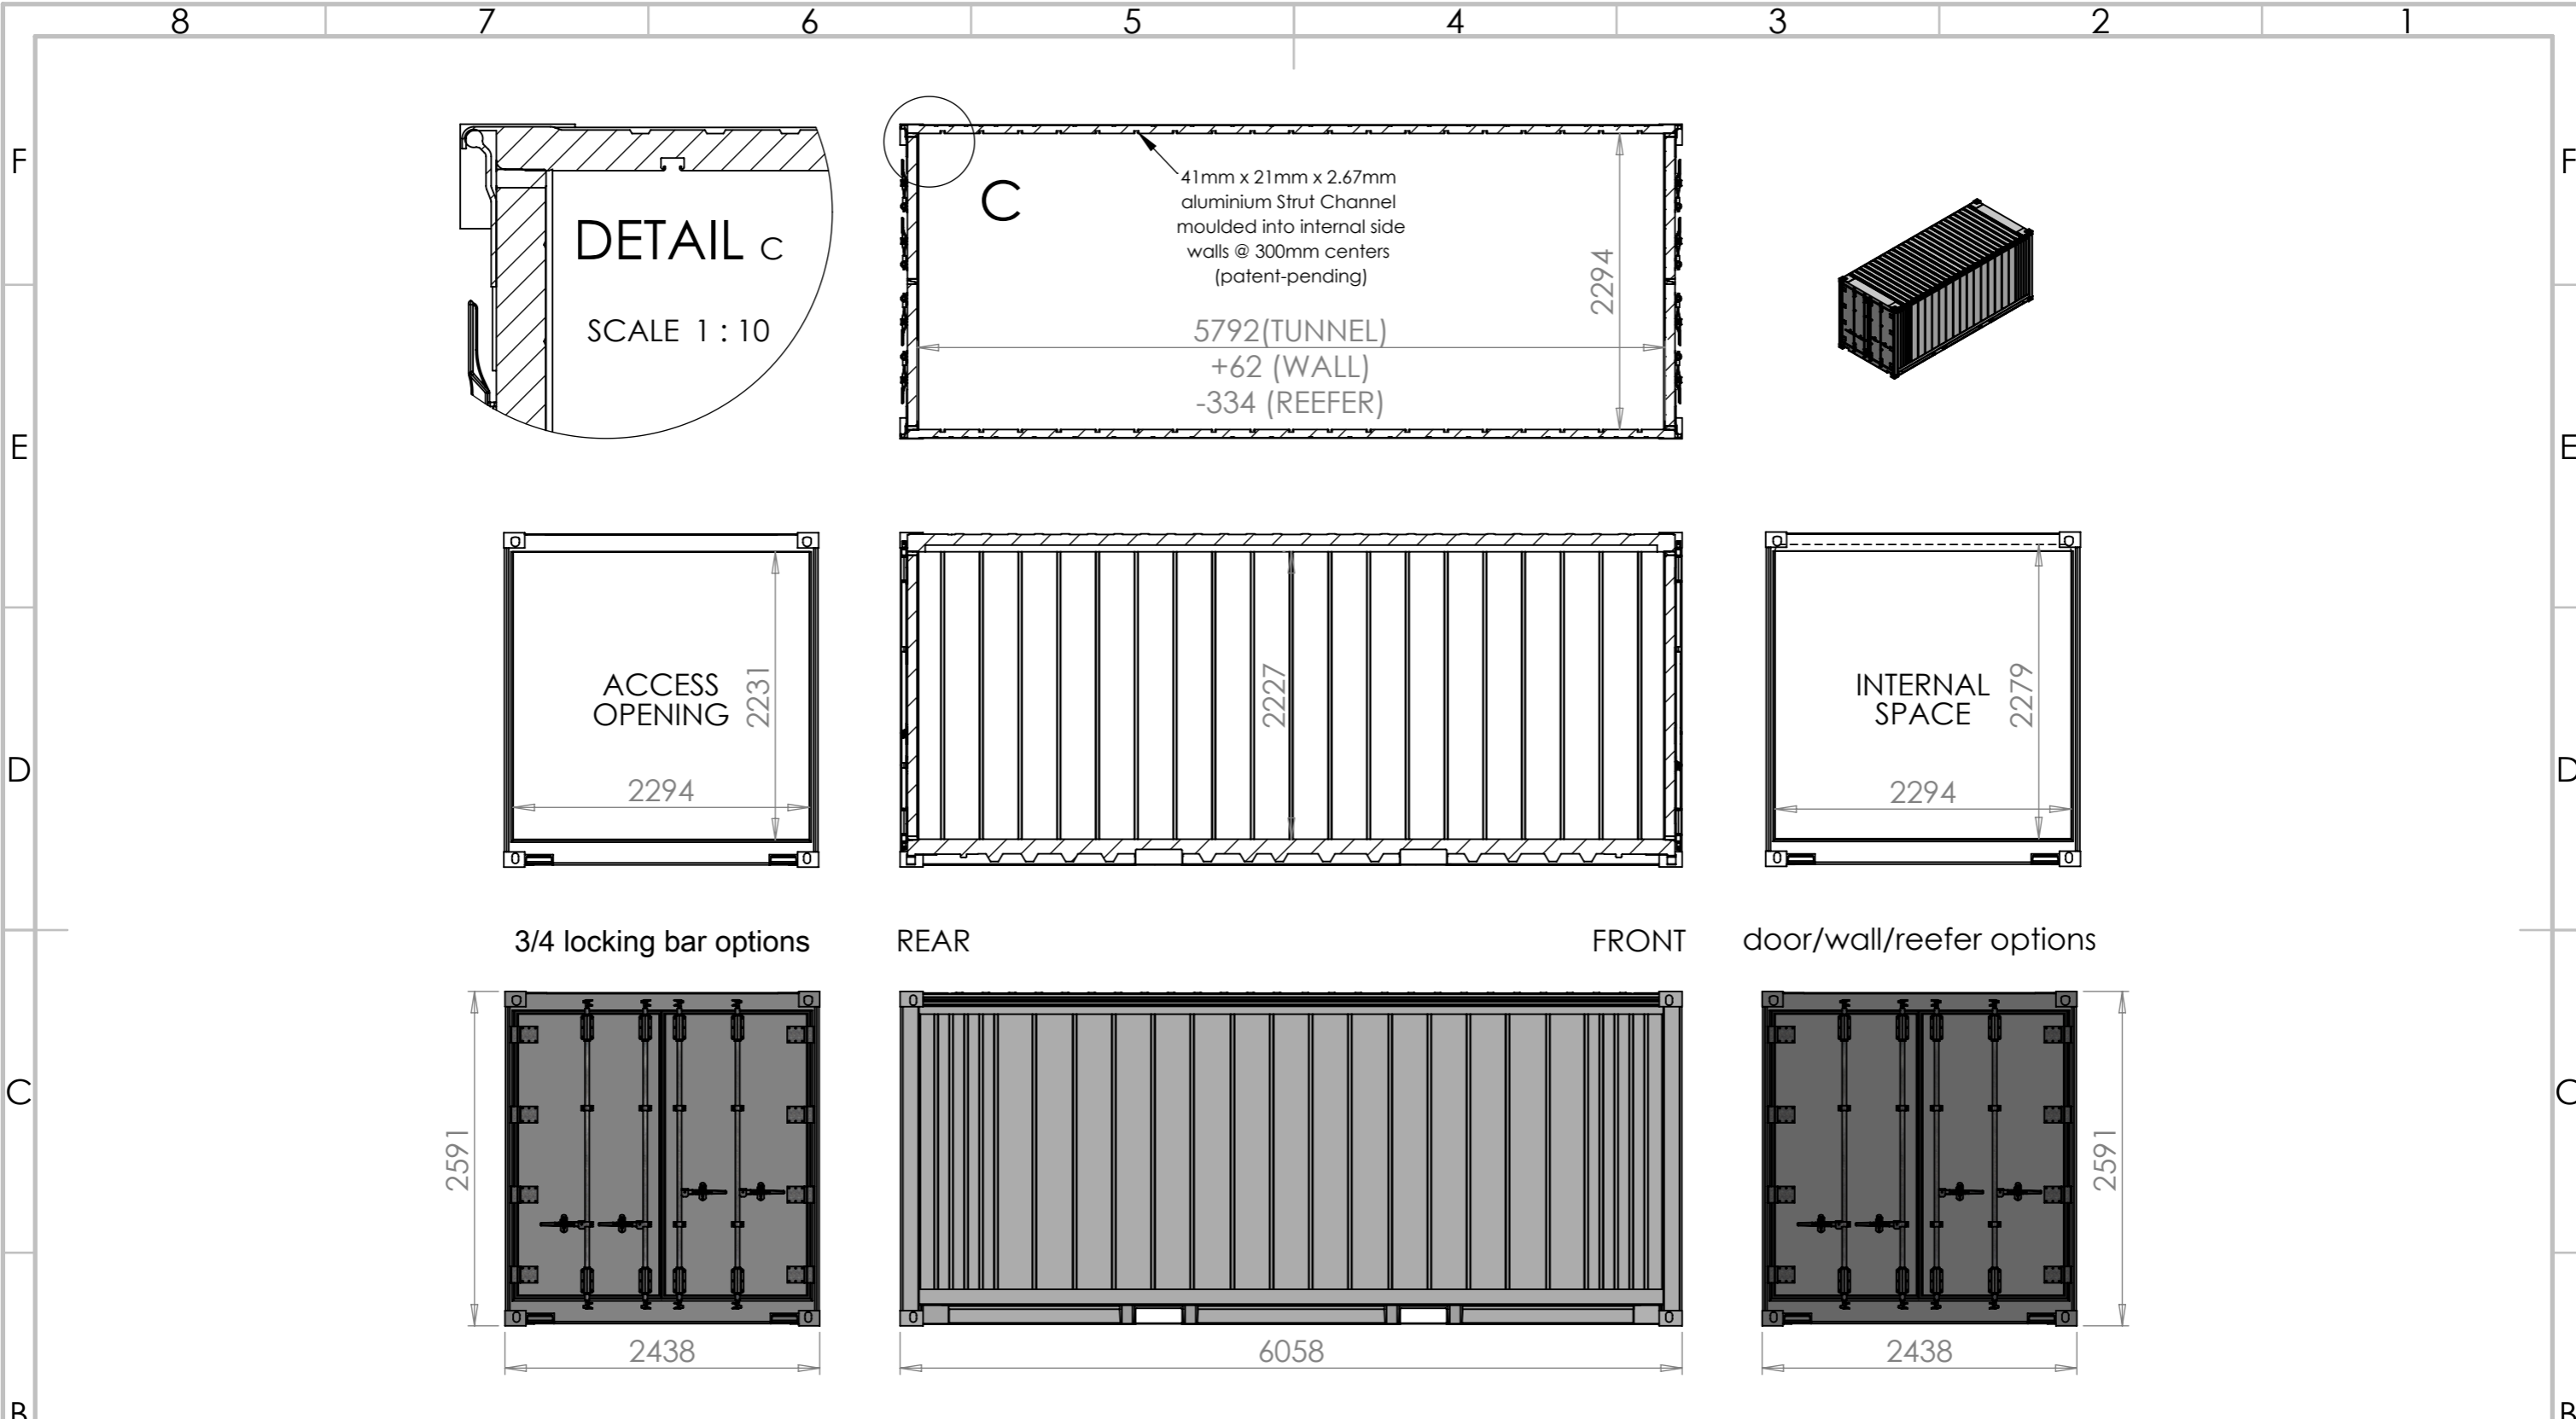 8 7 6 5 4 3 2 1
F F
DETAIL C
SCALE 1 : 10
C
41mm x 21mm x 2.67mm
aluminium Strut Channel
moulded into internal side
walls @ 300mm centers
(patent-pending)
2294
5792(TUNNEL)
+62 (WALL)
-334 (REEFER)
E E
ACCESS
OPENING
2231
2294
2227
INTERNAL
SPACE
2279
2294
D D
3/4 locking bar options
REAR
FRONT
door/wall/reefer options
C C
2591
2438
6058
2591
2438
B B